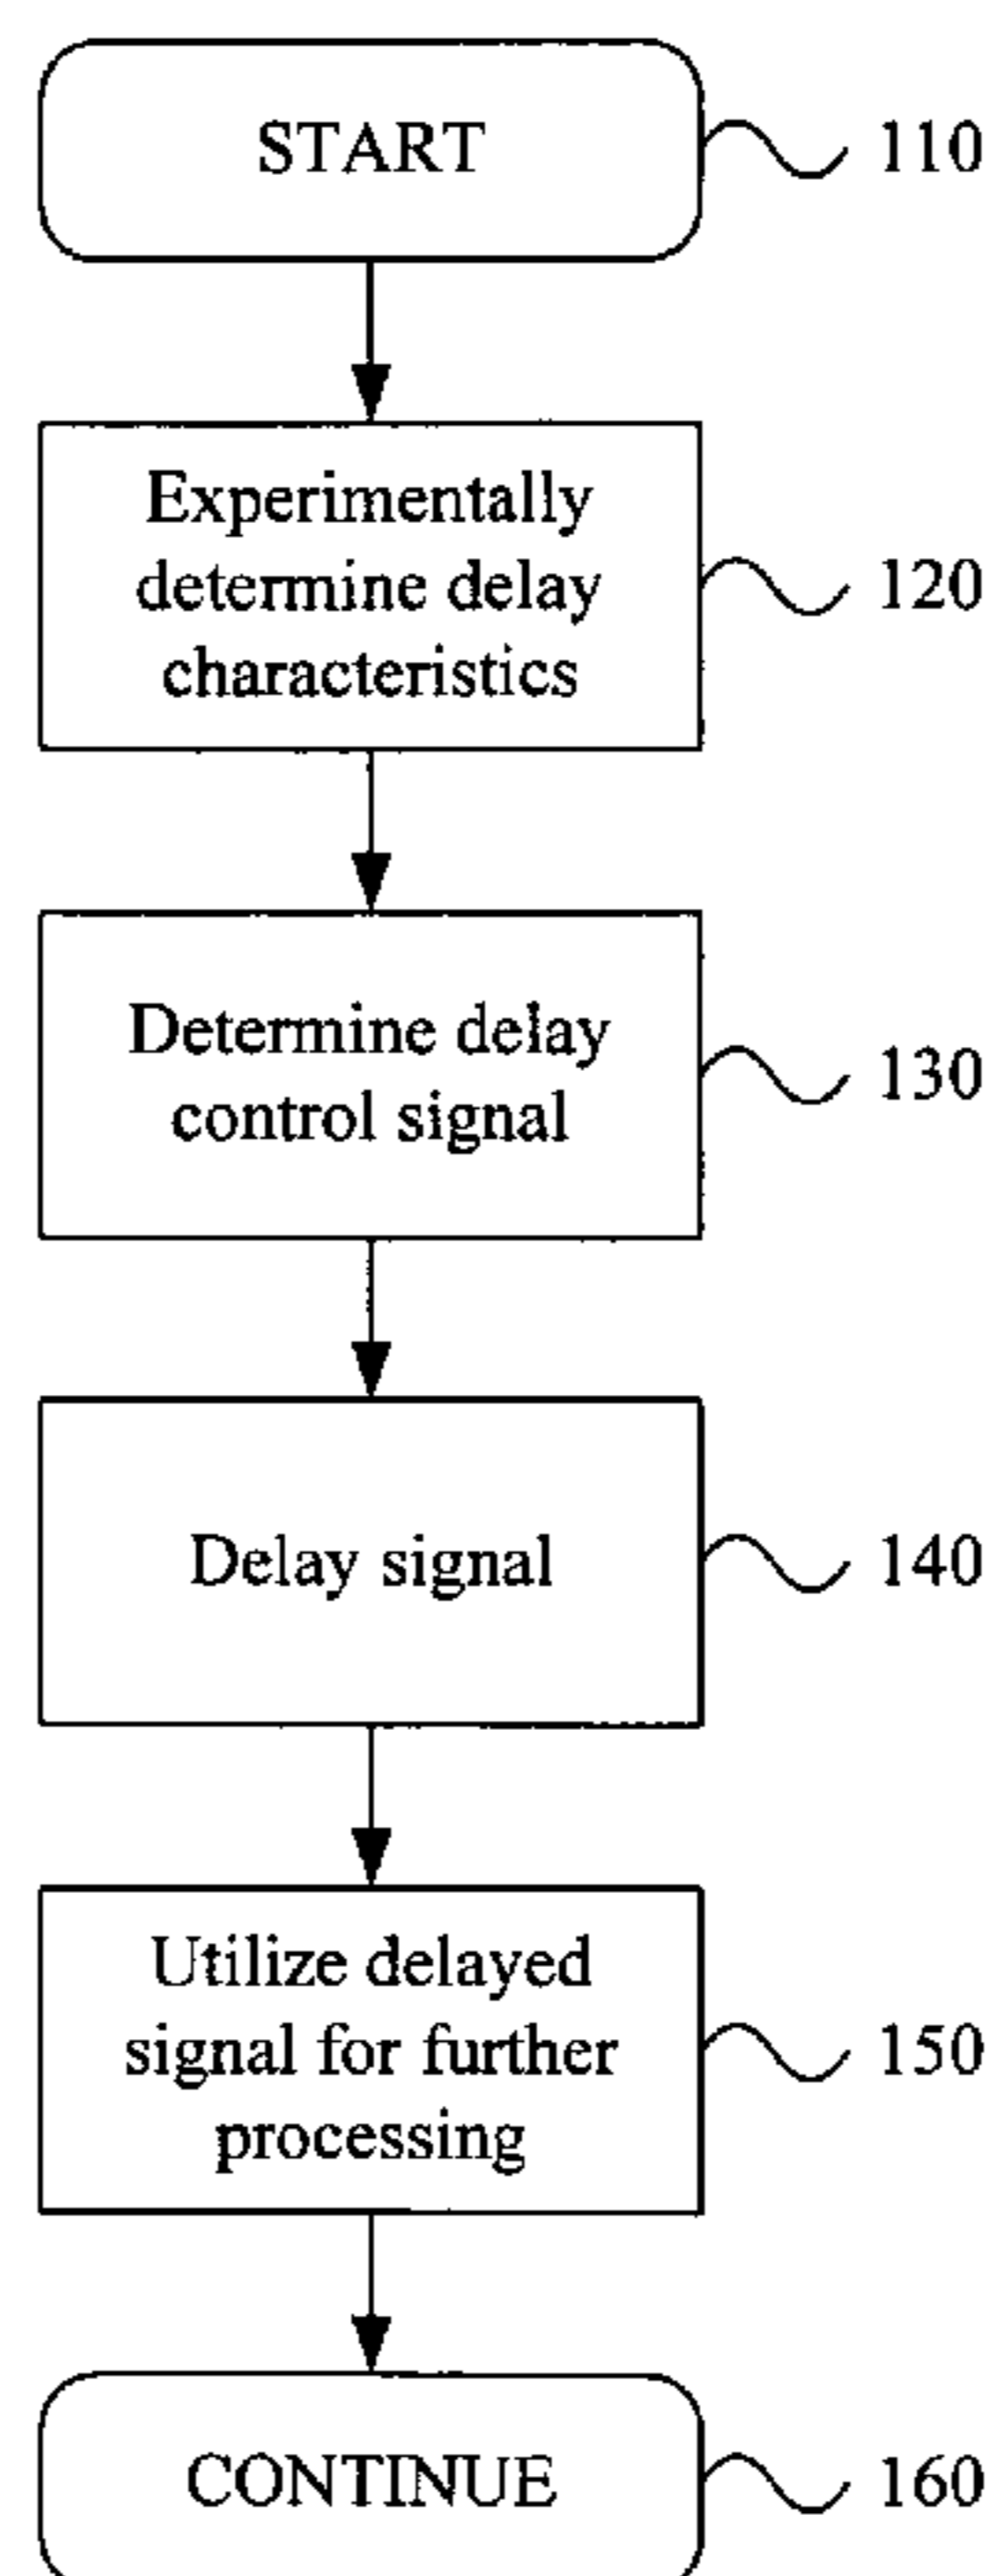 START
110
Experimentally
determine delay
characteristics
120
Determine delay
control signal
130
Delay signal
140
Utilize delayed
signal for further
processing
150
CONTINUE
160